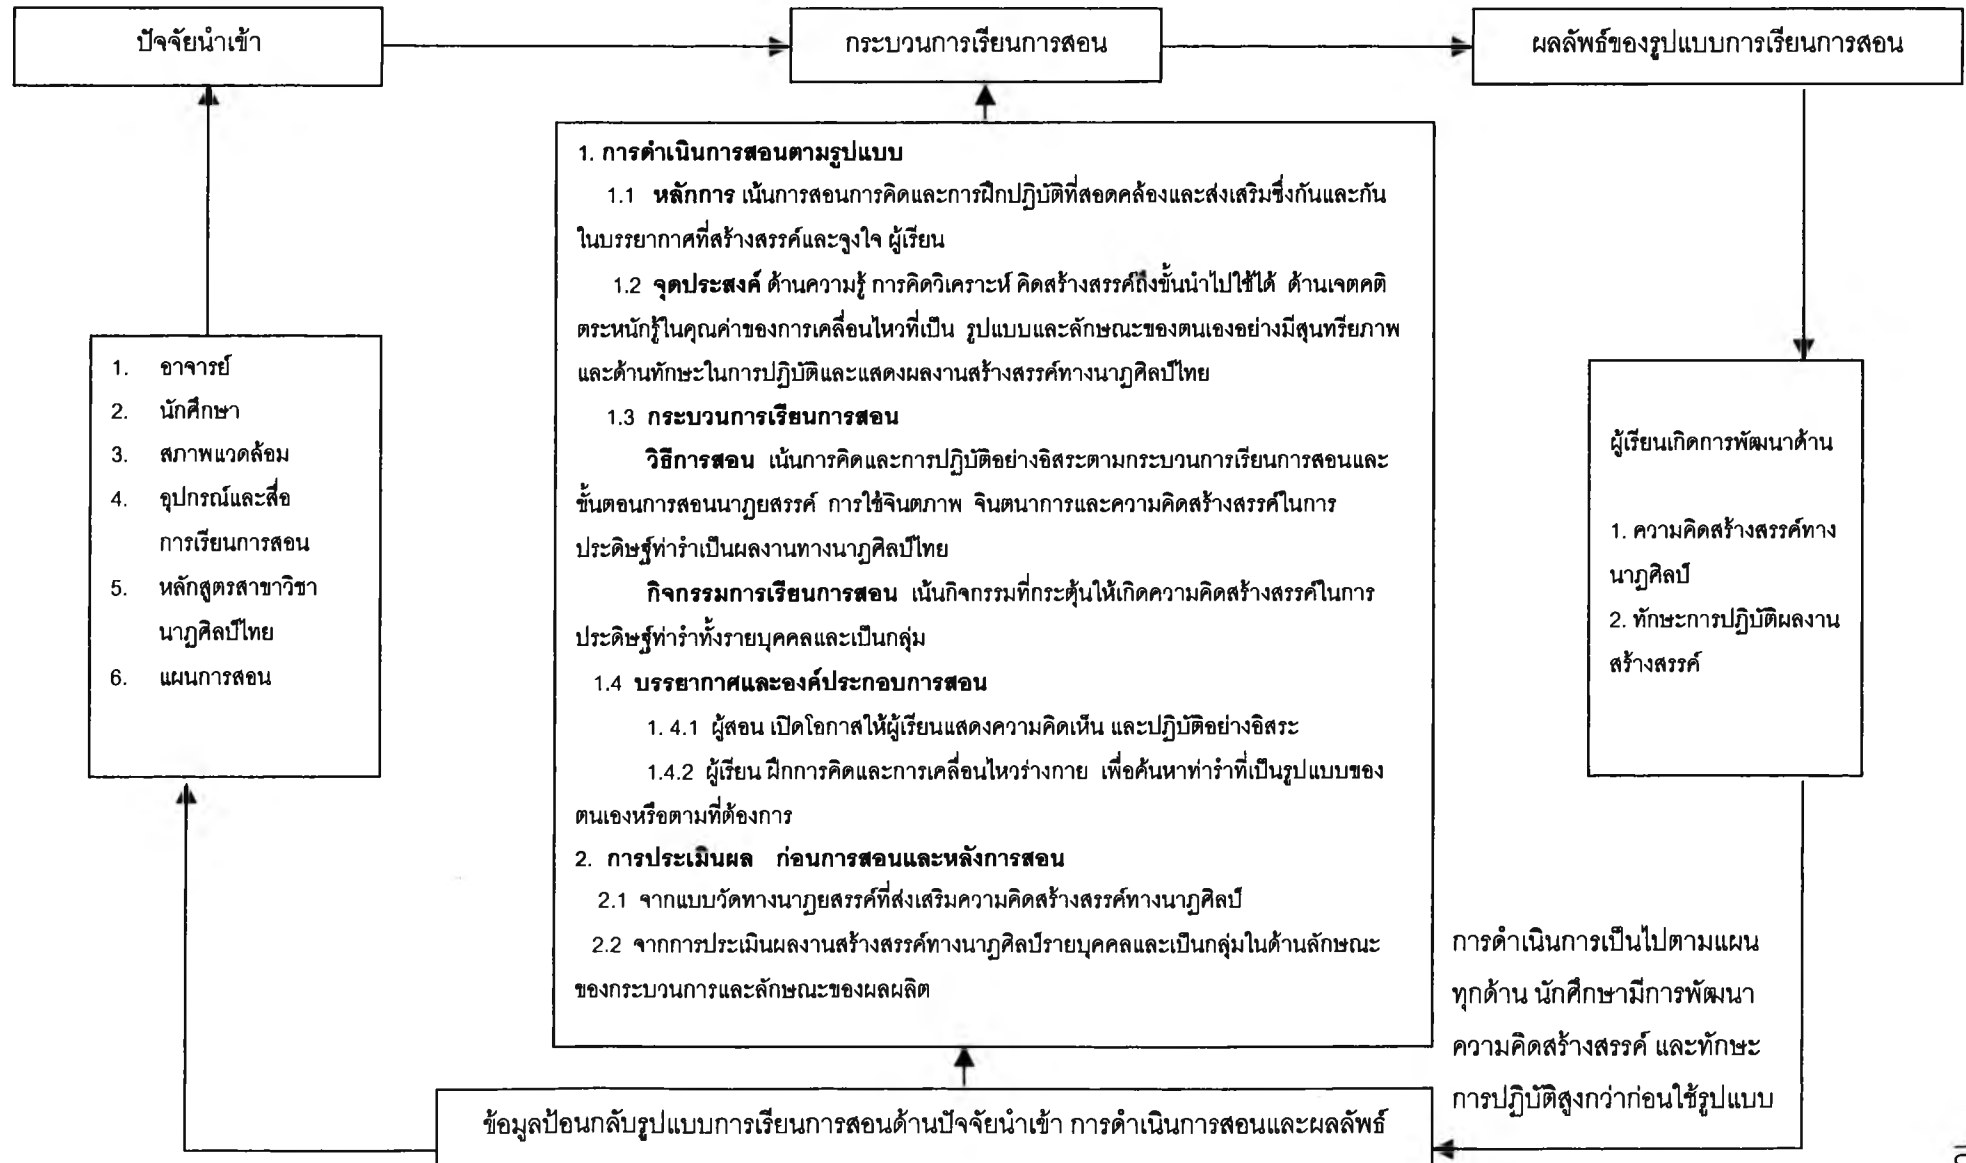 ปัจจัยนำเข้า
กระบวนการเรียนการสอน
ผลลัพธ์ของรูปแบบการเรียนการสอน
1. อาจารย์
2. นักศึกษา
3. สภาพแวดล้อม
4. อุปกรณ์และสื่อ
การเรียนการสอน
5. หลักสูตรสาขาวิชา
นาฏศิลป์ไทย
6. แผนการสอน
1. การดำเนินการสอนตามรูปแบบ
1.1 หลักการ เน้นการสอนการคิดและการฝึกปฏิบัติที่สอดคล้องและส่งเสริมซึ่งกันและกัน
ในบรรยากาศที่สร้างสรรค์และจูงใจ ผู้เรียน
1.2 จุดประสงค์ ด้านความรู้ การคิดวิเคราะห์ คิดสร้างสรรค์ถึงขั้นนำไปใช้ได้ ด้านเจตคติ
ตระหนักรู้ในคุณค่าของการเคลื่อนไหวที่เป็น รูปแบบและลักษณะของตนเองอย่างมีสุนทรียภาพ
และด้านทักษะในการปฏิบัติและแสดงผลงานสร้างสรรค์ทางนาฏศิลป์ไทย
1.3 กระบวนการเรียนการสอน
วิธีการสอน เน้นการคิดและการปฏิบัติอย่างอิสระตามกระบวนการเรียนการสอนและ
ขั้นตอนการสอนนาฏยสรรค์ การใช้จินตภาพ จินตนาการและความคิดสร้างสรรค์ในการ
ประดิษฐ์ท่ารำเป็นผลงานทางนาฏศิลป์ไทย
กิจกรรมการเรียนการสอน เน้นกิจกรรมที่กระตุ้นให้เกิดความคิดสร้างสรรค์ในการ
ประดิษฐ์ท่ารำทั้งรายบุคคลและเป็นกลุ่ม
1.4 บรรยากาศและองค์ประกอบการสอน
1. 4.1 ผู้สอน เปิดโอกาสให้ผู้เรียนแสดงความคิดเห็น และปฏิบัติอย่างอิสระ
1.4.2 ผู้เรียน ฝึกการคิดและการเคลื่อนไหวร่างกาย เพื่อค้นหาท่ารำที่เป็นรูปแบบของ
ตนเองหรือตามที่ต้องการ
2. การประเมินผล ก่อนการสอนและหลังการสอน
2.1 จากแบบวัดทางนาฏยสรรค์ที่ส่งเสริมความคิดสร้างสรรค์ทางนาฏศิลป์
2.2 จากการประเมินผลงานสร้างสรรค์ทางนาฏศิลป์รายบุคคลและเป็นกลุ่มในด้านลักษณะ
ของกระบวนการและลักษณะของผลผลิต
ผู้เรียนเกิดการพัฒนาด้าน
1. ความคิดสร้างสรรค์ทาง
นาฏศิลป์
2. ทักษะการปฏิบัติผลงาน
สร้างสรรค์
การดำเนินการเป็นไปตามแผน
ทุกด้าน นักศึกษามีการพัฒนา
ความคิดสร้างสรรค์ และทักษะ
การปฏิบัติสูงกว่าก่อนใช้รูปแบบ
ข้อมูลป้อนกลับรูปแบบการเรียนการสอนด้านปัจจัยนำเข้า การดำเนินการสอนและผลลัพธ์